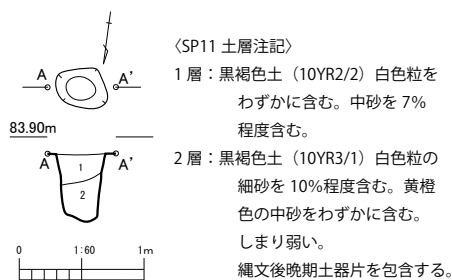 〈SP11 土層注記〉
1 層：黒褐色土（10YR2/2）白色粒を
わずかに含む。中砂を 7%
程度含む。
2 層：黒褐色土（10YR3/1）白色粒の
細砂を 10%程度含む。黄橙
色の中砂をわずかに含む。
しまり弱い。
縄文後晩期土器片を包含する。
A A’
83.90m
A A’
1
2
0 1:60 1m